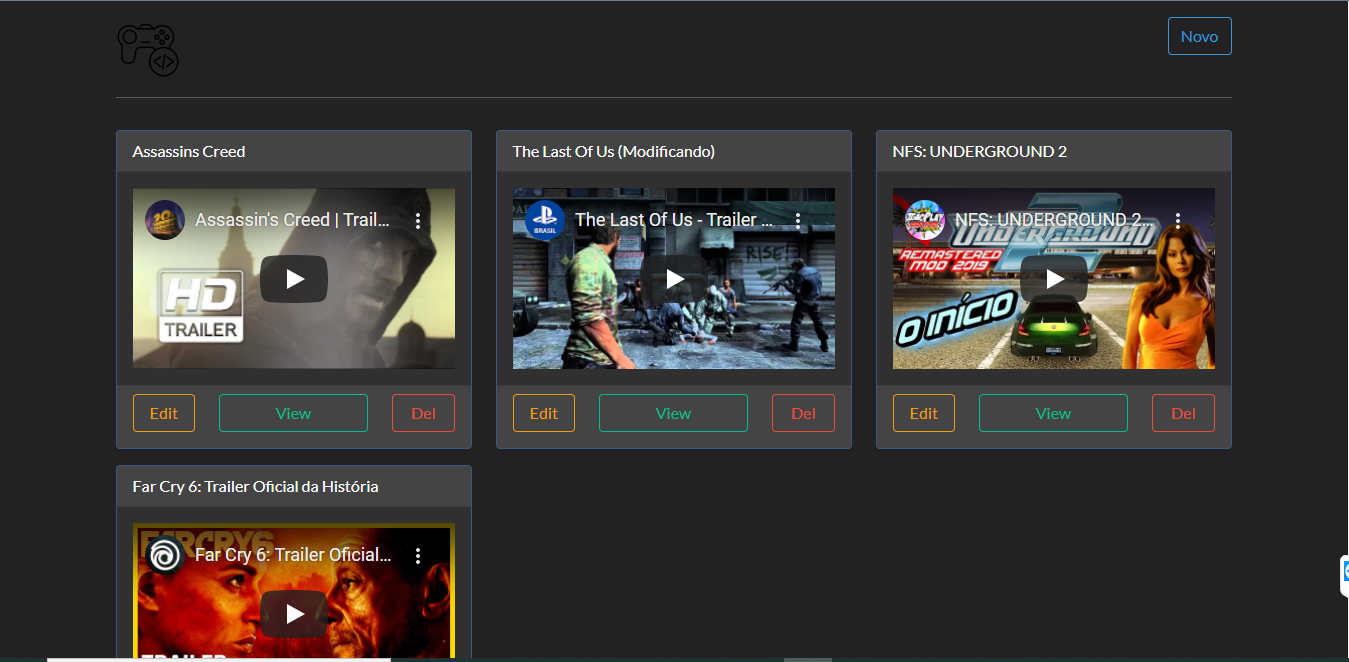 Novo
Assassins Creed
The Last Of Us (Modificando)
NFS: UNDERGROUND 2
Assassin's Creed | Trail...
HD
TRAILER
BRASIL
The Last Of Us - Trailer ...
RISE!
NFS: UNDERGROUND 2...
UNDERGROUND
2
REMASTERED
MOD 2019
O INÍCIO
Edit
View
Del
Edit
View
Del
Edit
View
Del
Far Cry 6: Trailer Oficial da História
FARCRY6
Far Cry 6: Trailer Oficial...
TRAILER